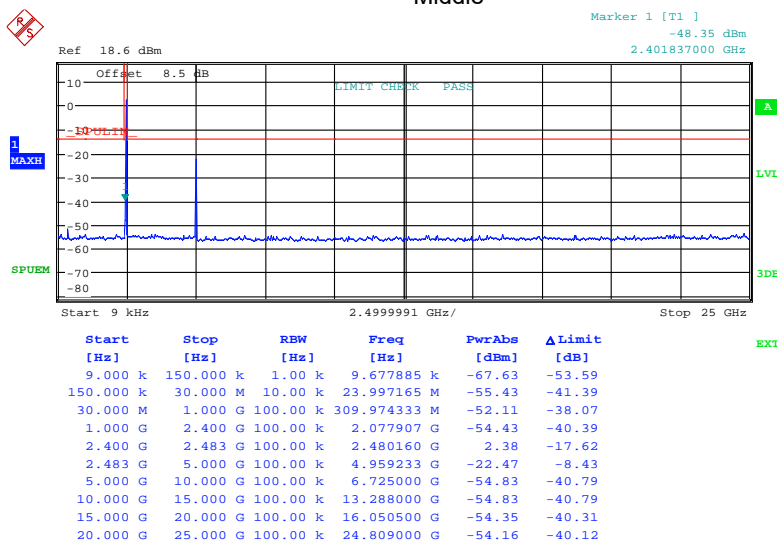 Middle
Marker 1 [T1 ]
-48.35 dBm
2.401837000 GHz
R S
Ref 18.6 dBm
Offset 8.5 dB
LIMIT CHECK PASS
10
0
-10
_SPULIN_
-20
-30
-40
-50
-60
-70
-80
1
MAXH
SPUEM
A
LVL
3DB
EXT
Start 9 kHz 2.4999991 GHz/ Stop 25 GHz
Start Stop RBW Freq PwrAbs Δ Limit
[Hz] [Hz] [Hz] [Hz] [dBm] [dB]
9.000 k 150.000 k 1.00 k 9.677885 k -67.63 -53.59
150.000 k 30.000 M 10.00 k 23.997165 M -55.43 -41.39
30.000 M 1.000 G 100.00 k 309.974333 M -52.11 -38.07
1.000 G 2.400 G 100.00 k 2.077907 G -54.43 -40.39
2.400 G 2.483 G 100.00 k 2.480160 G 2.38 -17.62
2.483 G 5.000 G 100.00 k 4.959233 G -22.47 -8.43
5.000 G 10.000 G 100.00 k 6.725000 G -54.83 -40.79
10.000 G 15.000 G 100.00 k 13.288000 G -54.83 -40.79
15.000 G 20.000 G 100.00 k 16.050500 G -54.35 -40.31
20.000 G 25.000 G 100.00 k 24.809000 G -54.16 -40.12